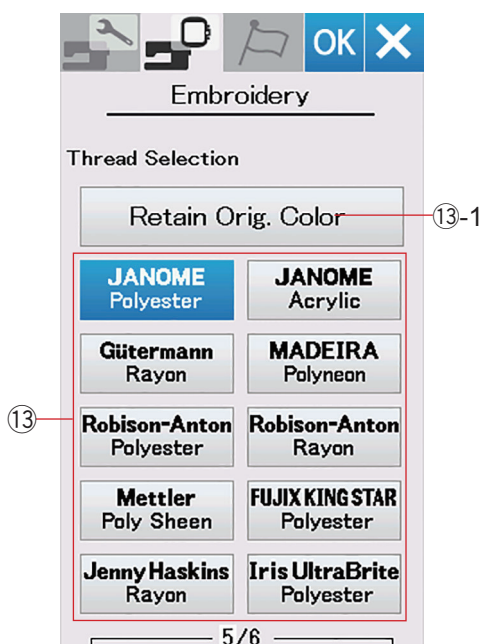 OK
Embroidery
Thread Selection
Retain Orig. Color
⑬-1
JANOME
Polyester
JANOME
Acrylic
Gütermann
Rayon
MADEIRA
Polyneon
⑬
Robison-Anton
Polyester
Robison-Anton
Rayon
Mettler
Poly Sheen
FUJIX KING STAR
Polyester
Jenny Haskins
Rayon
Iris UltraBrite
Polyester
5/6